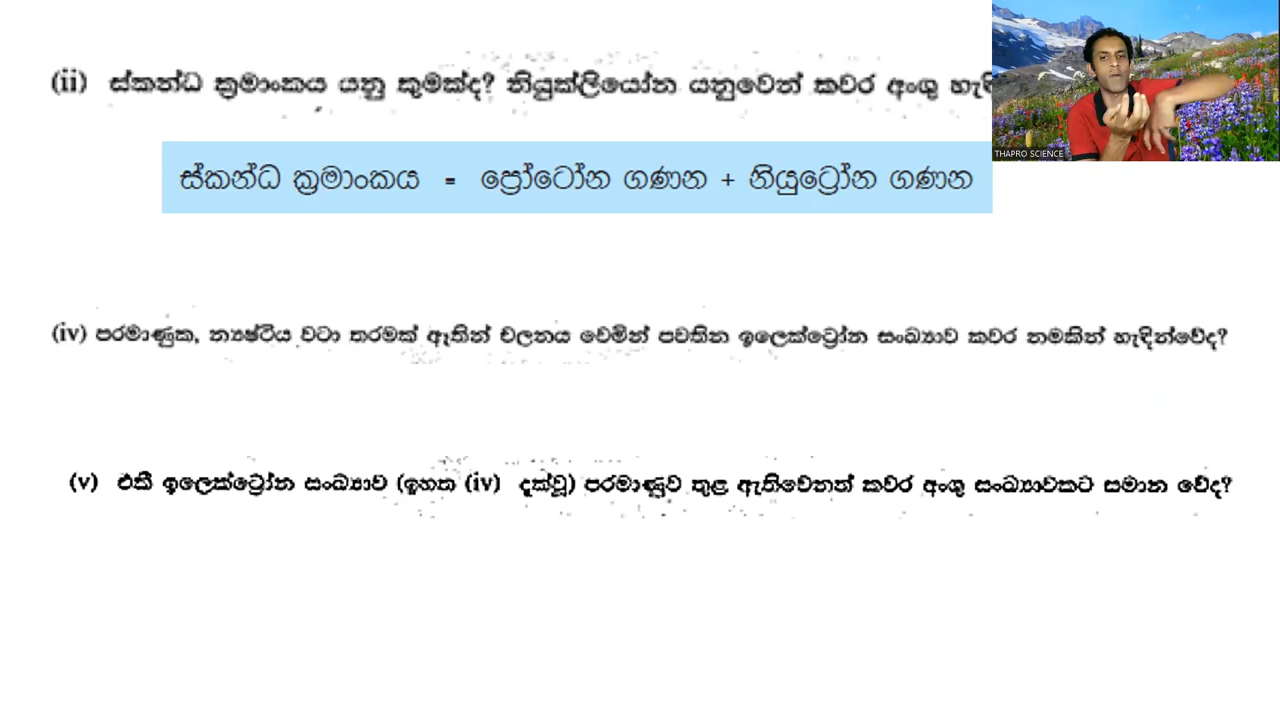 (ii) ස්කන්ධ ක්‍රමාංකය යනු කුමක්ද? නියුක්ලියෝන යනුවෙන් කවර අංශු
THAPRO SCIENCE
ස්කන්ධ ක්‍රමාංකය = ප්‍රෝටෝන ගණන + නියුට්‍රෝන ගණන
(iv) පරමාණුක, න්‍යෂ්ටිය වටා තරමක් ඈතින් චලනය වෙමින් පවතින ඉලෙක්ට්‍රෝන සංඛ්‍යාව කවර නමකින් හැඳින්වේද?
(v) එකී ඉලෙක්ට්‍රෝන සංඛ්‍යාව (ඉහත (iv) දැක්වූ) පරමාණුව තුළ ඇතිවෙනත් කවර අංශු සංඛ්‍යාවකට සමාන වේද?